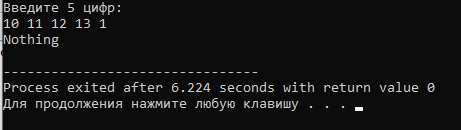 Введите 5 цифр:
10 11 12 13 1
Nothing
--------------------------------
Process exited after 6.224 seconds with return value 0
Для продолжения нажмите любую клавишу . . .